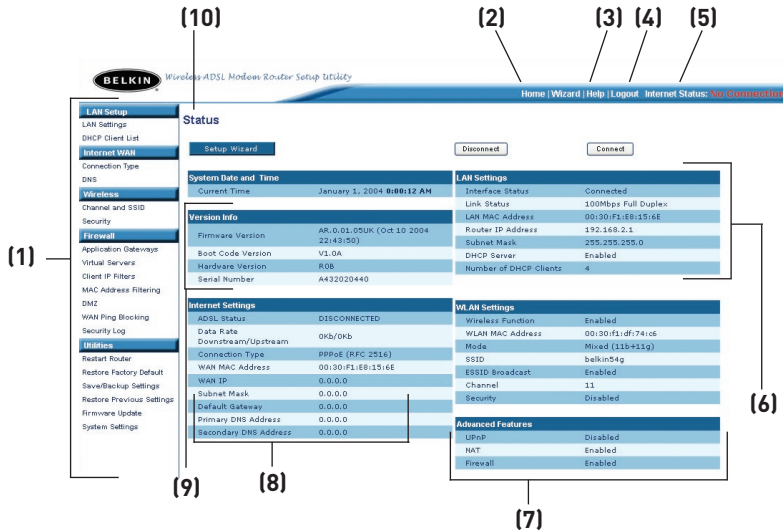 (10) (2) (3) (4) (5)
BELKIN Wireless ADSL Modem Router Setup Utility
Home | Wizard | Help | Logout Internet Status: No Connection
LAN Setup
LAN Settings
DHCP Client List
Internet WAN
Connection Type
DNS
Wireless
Channel and SSID
Security
Firewall
Application Gateways
Virtual Servers
Client IP Filters
MAC Address Filtering
DMZ
WAN Ping Blocking
Security Log
Utilities
Restart Router
Restore Factory Default
Save/Backup Settings
Restore Previous Settings
Firmware Update
System Settings
(1)
Status
Setup Wizard
Disconnect Connect
System Date and Time
Current Time January 1, 2004 0:00:12 AM
Version Info
Firmware Version AR.0.01.05UK (Oct 10 2004
22:43:50)
Boot Code Version V1.0A
Hardware Version R0B
Serial Number A432020440
Internet Settings
ADSL Status DISCONNECTED
Data Rate
Downstream/Upstream 0Kb/0Kb
Connection Type PPPoE (RFC 2516)
WAN MAC Address 00:30:F1:E8:15:6E
WAN IP 0.0.0.0
Subnet Mask 0.0.0.0
Default Gateway 0.0.0.0
Primary DNS Address 0.0.0.0
Secondary DNS Address 0.0.0.0
LAN Settings
Interface Status Connected
Link Status 100Mbps Full Duplex
LAN MAC Address 00:30:F1:E8:15:6E
Router IP Address 192.168.2.1
Subnet Mask 255.255.255.0
DHCP Server Enabled
Number of DHCP Clients 4
WLAN Settings
Wireless Function Enabled
WLAN MAC Address 00:30:f1:df:74:c6
Mode Mixed (11b+11g)
SSID belkin54g
ESSID Broadcast Enabled
Channel 11
Security Disabled
Advanced Features
UPnP Disabled
NAT Enabled
Firewall Enabled
(6)
(9) (8)
(7)